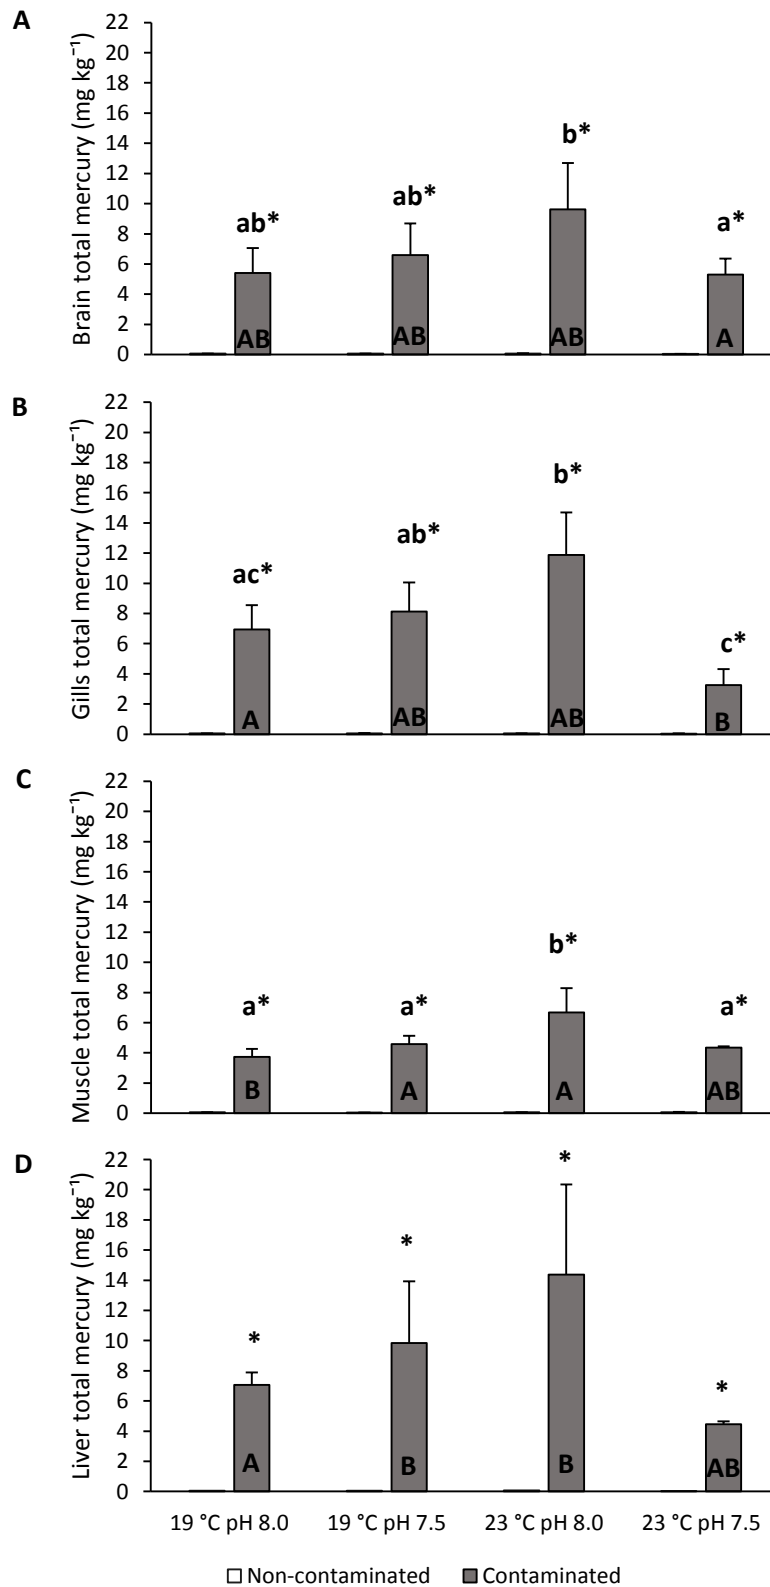 A
Brain total mercury (mg kg⁻¹)
22
20
18
16
14
12
10
8
6
4
2
0
ab*
ab*
b*
a*
AB
AB
AB
A
B
Gills total mercury (mg kg⁻¹)
22
20
18
16
14
12
10
8
6
4
2
0
ac*
ab*
b*
c*
A
AB
AB
B
C
Muscle total mercury (mg kg⁻¹)
22
20
18
16
14
12
10
8
6
4
2
0
a*
a*
b*
a*
B
A
A
AB
D
Liver total mercury (mg kg⁻¹)
22
20
18
16
14
12
10
8
6
4
2
0
*
*
*
*
A
B
B
AB
19 °C pH 8.0 19 °C pH 7.5 23 °C pH 8.0 23 °C pH 7.5
Non-contaminated Contaminated